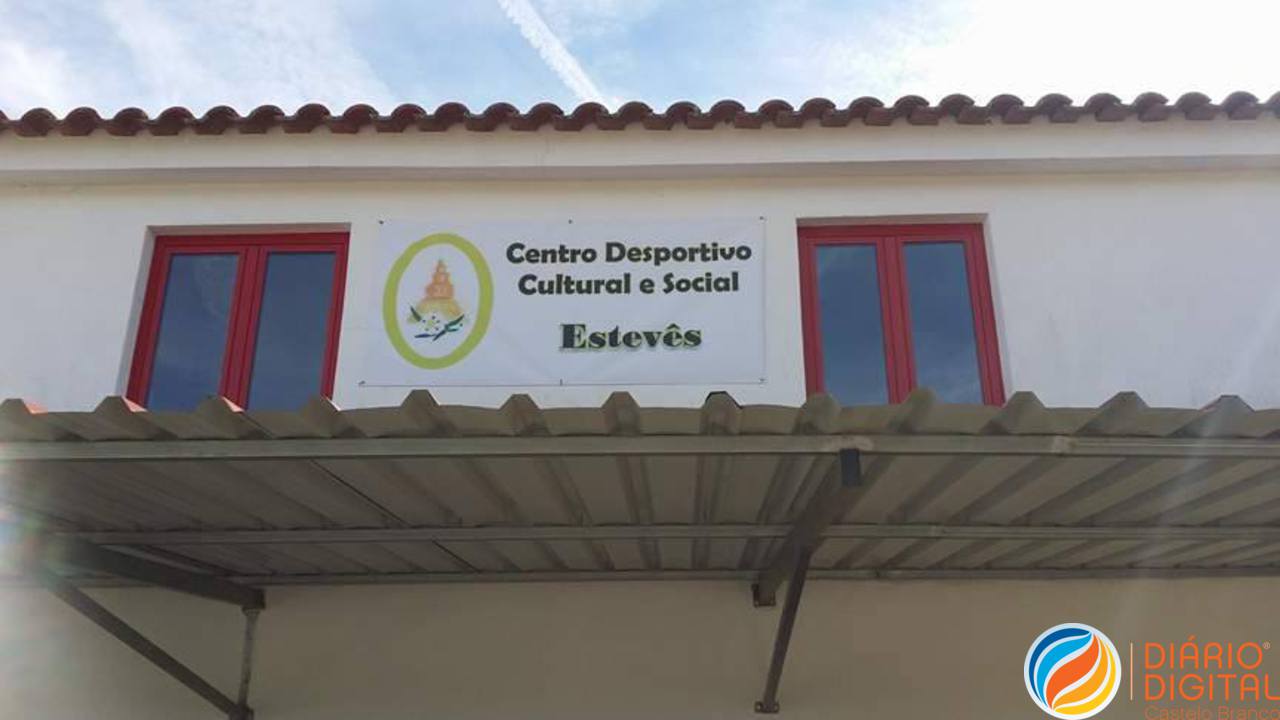 Centro Desportivo
Cultural e Social
Estevês
DIÁRIO®
DIGITAL
Castelo Branco